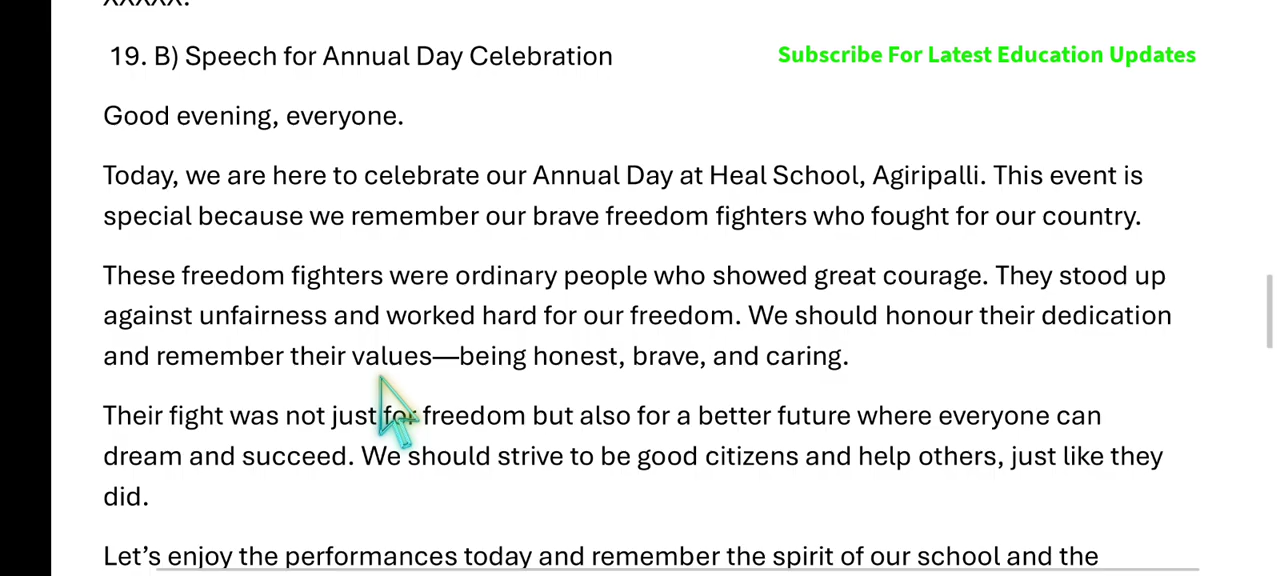 19. B) Speech for Annual Day Celebration
Subscribe For Latest Education Updates
Good evening, everyone.
Today, we are here to celebrate our Annual Day at Heal School, Agiripalli. This event is
special because we remember our brave freedom fighters who fought for our country.
These freedom fighters were ordinary people who showed great courage. They stood up
against unfairness and worked hard for our freedom. We should honour their dedication
and remember their values—being honest, brave, and caring.
Their fight was not just for freedom but also for a better future where everyone can
dream and succeed. We should strive to be good citizens and help others, just like they
did.
Let’s enjoy the performances today and remember the spirit of our school and the